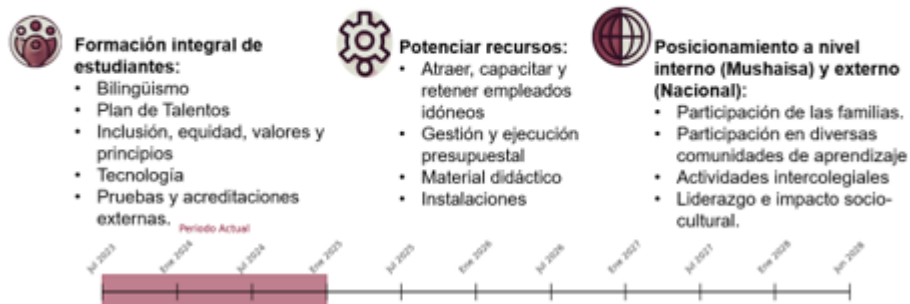 Formación integral de
estudiantes:
• Bilingüismo
• Plan de Talentos
• Inclusión, equidad, valores y
principios
• Tecnología
• Pruebas y acreditaciones
externas.
Potenciar recursos:
• Atraer, capacitar y
retener empleados
idóneos
• Gestión y ejecución
presupuestal
• Material didáctico
• Instalaciones
Posicionamiento a nivel
interno (Mushaisa) y externo
(Nacional):
• Participación de las familias.
• Participación en diversas
comunidades de aprendizaje
• Actividades intercolegiales
• Liderazgo e impacto socio-
cultural.
Periodo Actual
Jul 2023
Ene 2024
Jul 2024
Ene 2025
Jul 2025
Ene 2026
Jul 2026
Ene 2027
Jul 2027
Ene 2028
Jun 2028